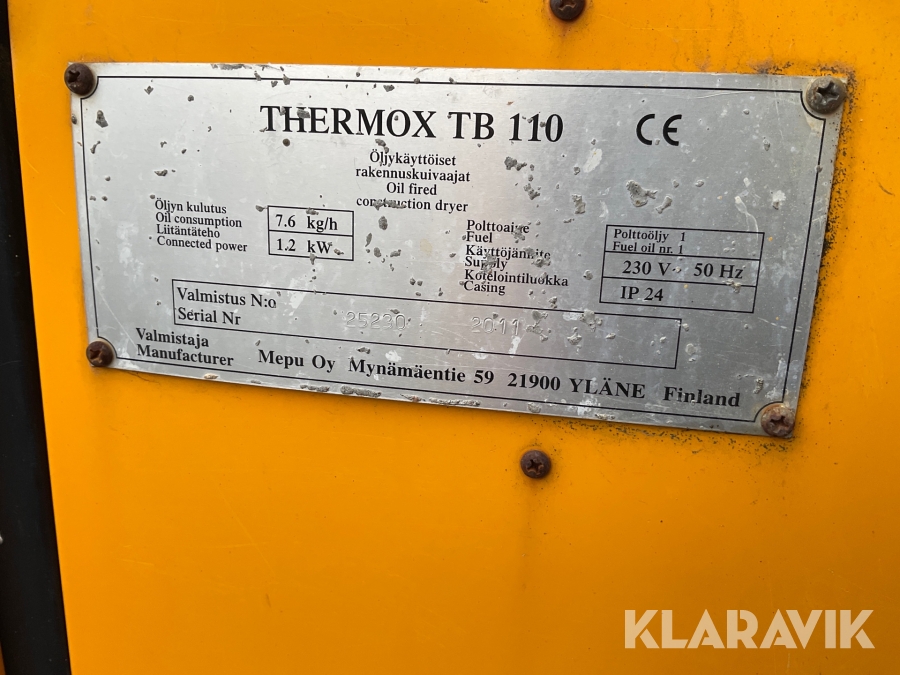 THERMOX TB 110 CE
Öljykäyttöiset
rakennuskuivaajat
Oil fired
construction dryer
Öljyn kulutus
Oil consumption
7.6 kg/h
Liitäntäteho
Connected power
1.2 kW
Polttoaine
Fuel
Polttoöljy 1
Fuel oil nr. 1
Käyttöjännite
Supply
230 V~ 50 Hz
Kotelointiluokka
Casing
IP 24
Valmistus N:o
Serial Nr
25230 2011
Valmistaja
Manufacturer
Mepu Oy Mynämäentie 59 21900 YLÄNE Finland
KLARAVIK